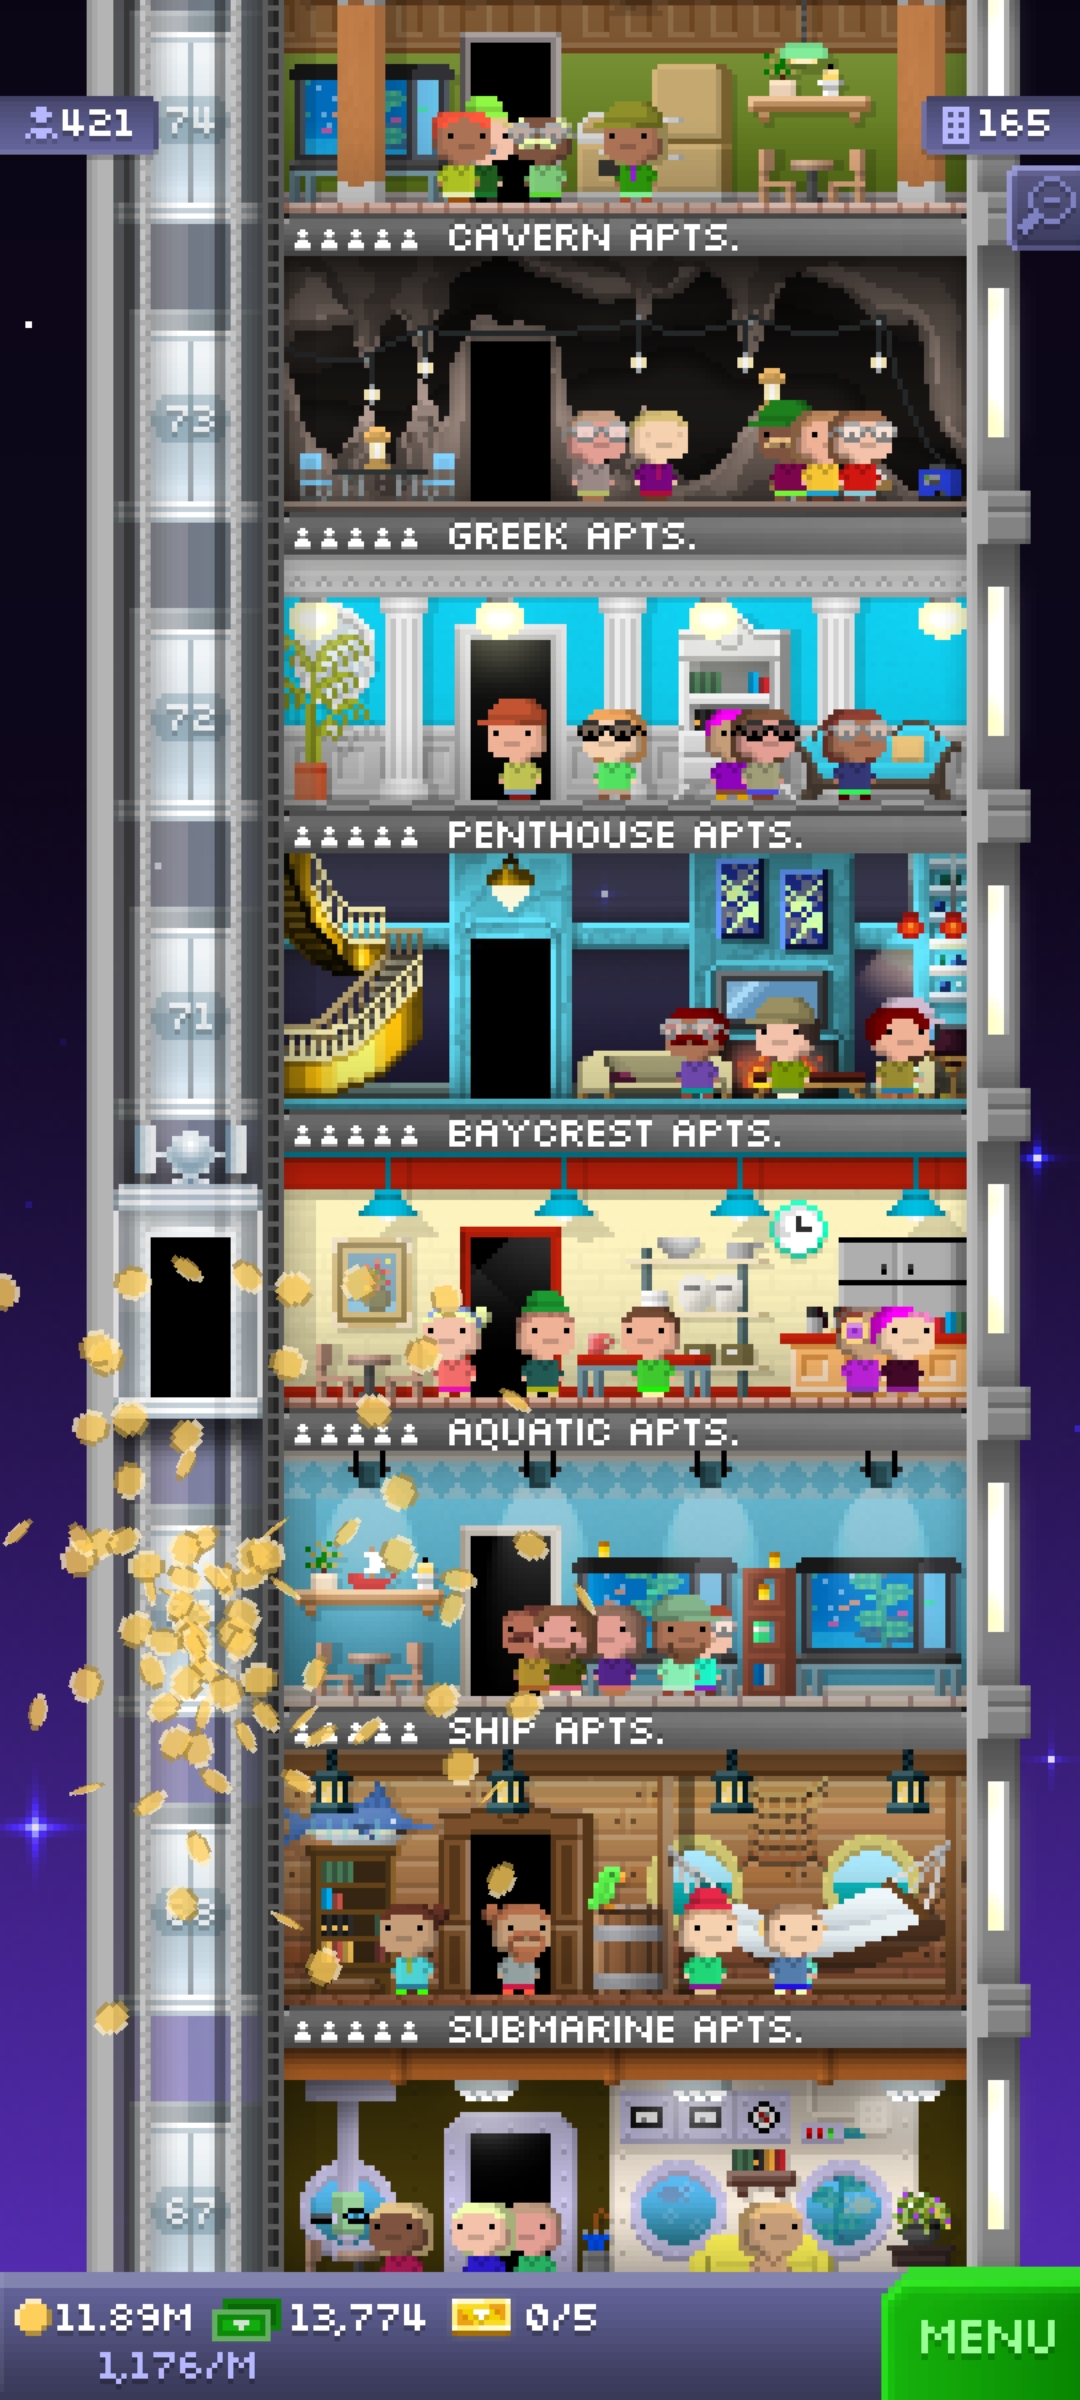 421
74
165
CAVERN APTS.
73
GREEK APTS.
72
PENTHOUSE APTS.
71
BAYCREST APTS.
AQUATIC APTS.
SHIP APTS.
SUBMARINE APTS.
67
11.89M 13,774 0/5
1,176/M
MENU